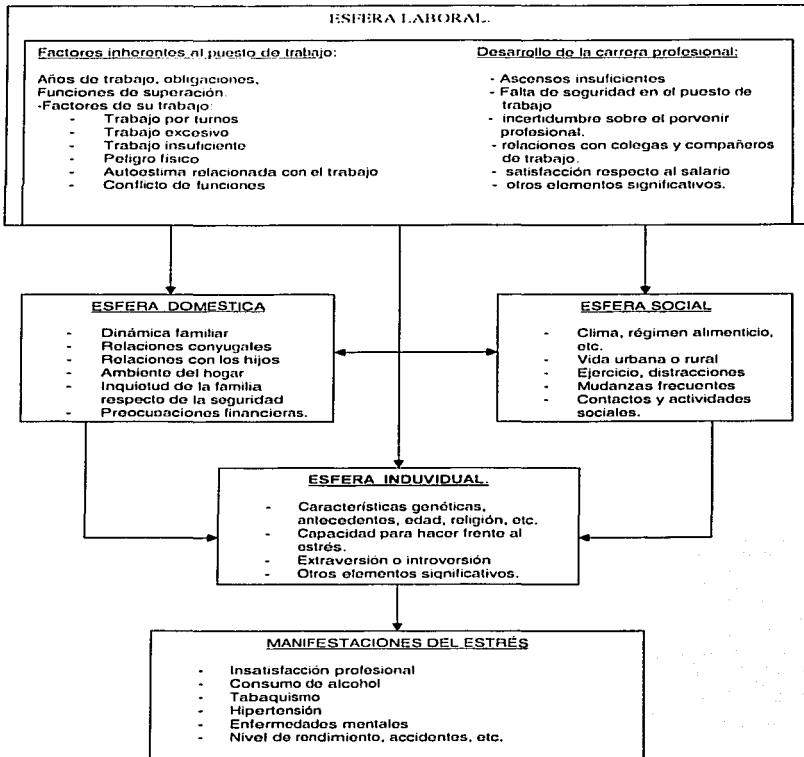 ESFERA LABORAL.
Factores inherentes al puesto de trabajo:
Años de trabajo, obligaciones,
Funciones de superación.
-Factores de su trabajo:
- Trabajo por turnos
- Trabajo excesivo
- Trabajo insuficiente
- Peligro físico
- Autoestima relacionada con el trabajo
- Conflicto de funciones
Desarrollo de la carrera profesional:
- Ascensos insuficientes
- Falta de seguridad en el puesto de
trabajo
- incertidumbre sobre el porvenir
profesional.
- relaciones con colegas y compañeros
de trabajo.
- satisfacción respecto al salario
- otros elementos significativos.
ESFERA DOMESTICA
- Dinámica familiar
- Relaciones conyugales
- Relaciones con los hijos
- Ambiente del hogar
- Inquietud de la familia
respecto de la seguridad
- Preocupaciones financieras.
ESFERA SOCIAL
- Clima, régimen alimenticio,
etc.
- Vida urbana o rural
- Ejercicio, distracciones
- Mudanzas frecuentes
- Contactos y actividades
sociales.
ESFERA INDUVIDUAL.
- Características genéticas,
antecedentes, edad, religión, etc.
- Capacidad para hacer frente al
estrés.
- Extraversión o introversión
- Otros elementos significativos.
MANIFESTACIONES DEL ESTRÉS
- Insatisfacción profesional
- Consumo de alcohol
- Tabaquismo
- Hipertensión
- Enfermedades mentales
- Nivel de rendimiento, accidentes, etc.